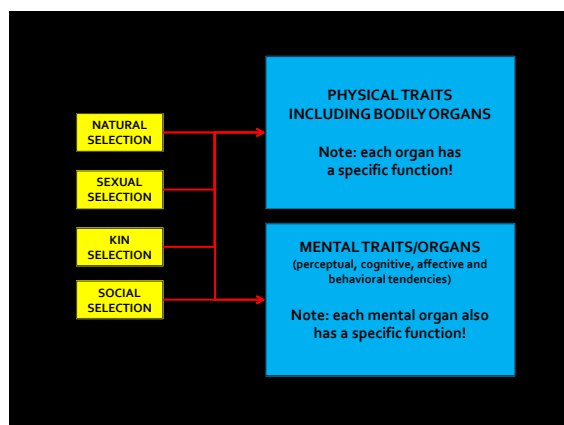 NATURAL
SELECTION
SEXUAL
SELECTION
KIN
SELECTION
SOCIAL
SELECTION
PHYSICAL TRAITS
INCLUDING BODILY ORGANS
Note: each organ has
a specific function!
MENTAL TRAITS/ORGANS
(perceptual, cognitive, affective and
behavioral tendencies)
Note: each mental organ also
has a specific function!